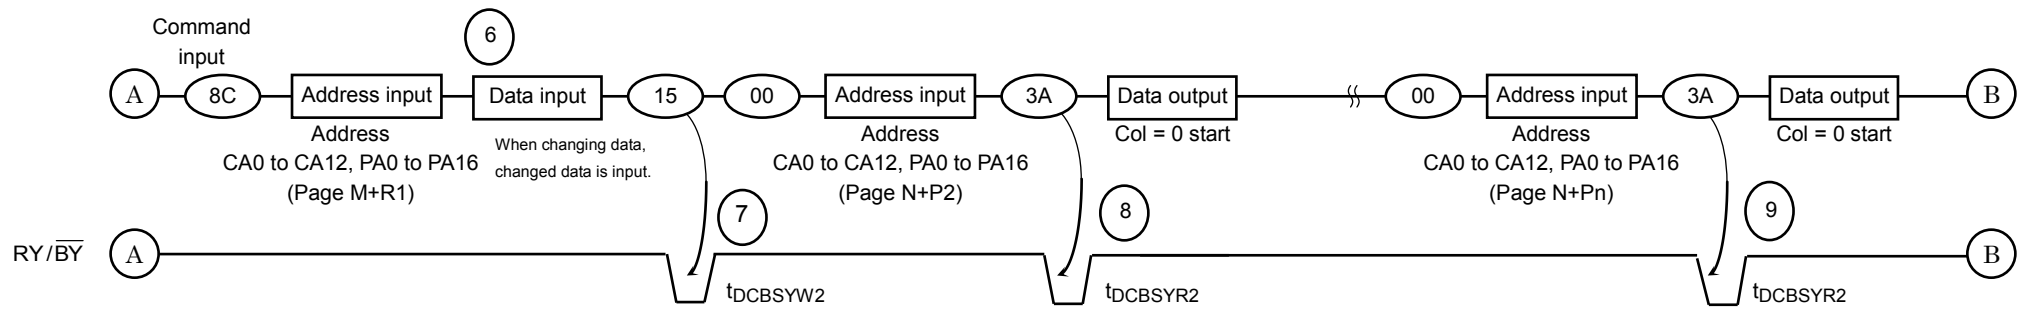 Command
input
6
A 8C Address input Data input 15 00 Address input 3A Data output 00 Address input 3A Data output B
Address
CA0 to CA12, PA0 to PA16
(Page M+R1)
When changing data,
changed data is input.
Address
CA0 to CA12, PA0 to PA16
(Page N+P2)
Col = 0 start
Address
CA0 to CA12, PA0 to PA16
(Page N+Pn)
Col = 0 start
7
8
9
RY/BY A B
tDCBSYW2
tDCBSYR2
tDCBSYR2